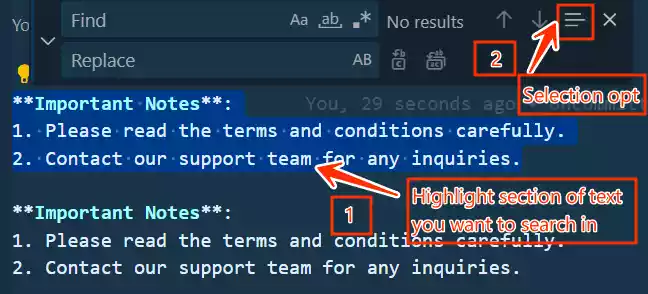 Yo
Find Aa ab, .* No results
Replace AB
2
Selection opt
**Important Notes**: You, 29 seconds ago
1. Please read the terms and conditions carefully.
2. Contact our support team for any inquiries.
1
Highlight section of text
you want to search in
**Important Notes**:
1. Please read the terms and conditions carefully.
2. Contact our support team for any inquiries.